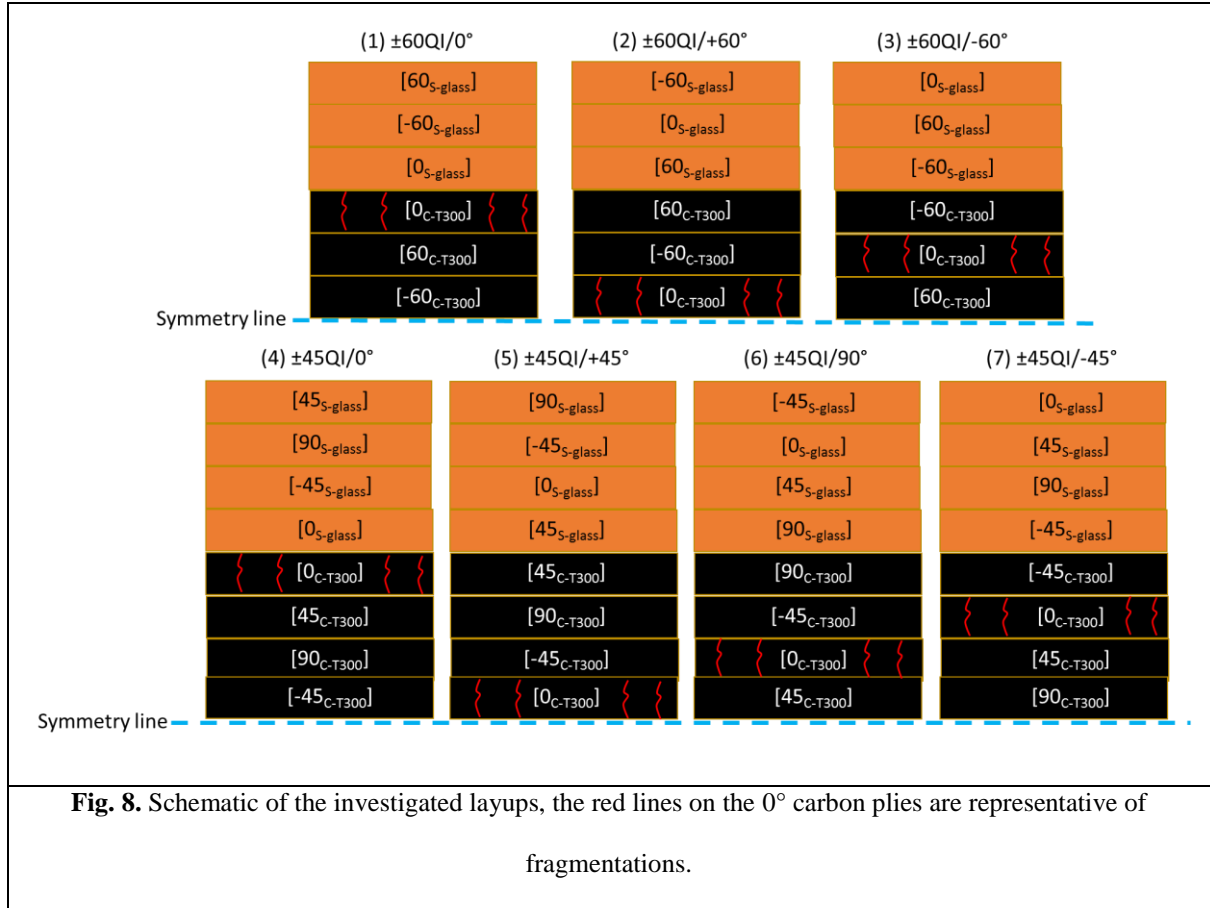 (1) ±60QI/0° (2) ±60QI/+60° (3) ±60QI/-60°
[60S-glass] [-60S-glass] [0S-glass]
[-60S-glass] [0S-glass] [60S-glass]
[0S-glass] [60S-glass] [-60S-glass]
[0C-T300] [60C-T300] [-60C-T300]
[60C-T300] [-60C-T300] [0C-T300]
[-60C-T300] [0C-T300] [60C-T300]
Symmetry line
(4) ±45QI/0° (5) ±45QI/+45° (6) ±45QI/90° (7) ±45QI/-45°
[45S-glass] [90S-glass] [-45S-glass] [0S-glass]
[90S-glass] [-45S-glass] [0S-glass] [45S-glass]
[-45S-glass] [0S-glass] [45S-glass] [90S-glass]
[0S-glass] [45S-glass] [90S-glass] [-45S-glass]
[0C-T300] [45C-T300] [90C-T300] [-45C-T300]
[45C-T300] [90C-T300] [-45C-T300] [0C-T300]
[90C-T300] [-45C-T300] [0C-T300] [45C-T300]
[-45C-T300] [0C-T300] [45C-T300] [90C-T300]
Symmetry line
Fig. 8. Schematic of the investigated layups, the red lines on the 0° carbon plies are representative of
fragmentations.